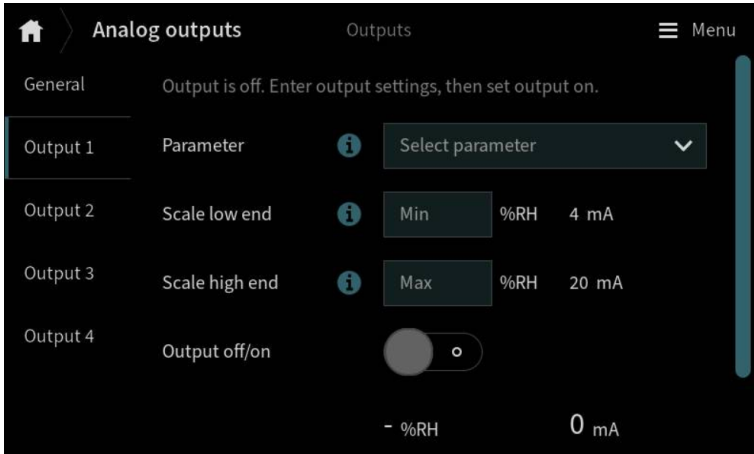 Analog outputs Outputs Menu
General Output is off. Enter output settings, then set output on.
Output 1 Parameter Select parameter
Output 2 Scale low end Min %RH 4 mA
Output 3 Scale high end Max %RH 20 mA
Output 4 Output off/on
- %RH 0 mA